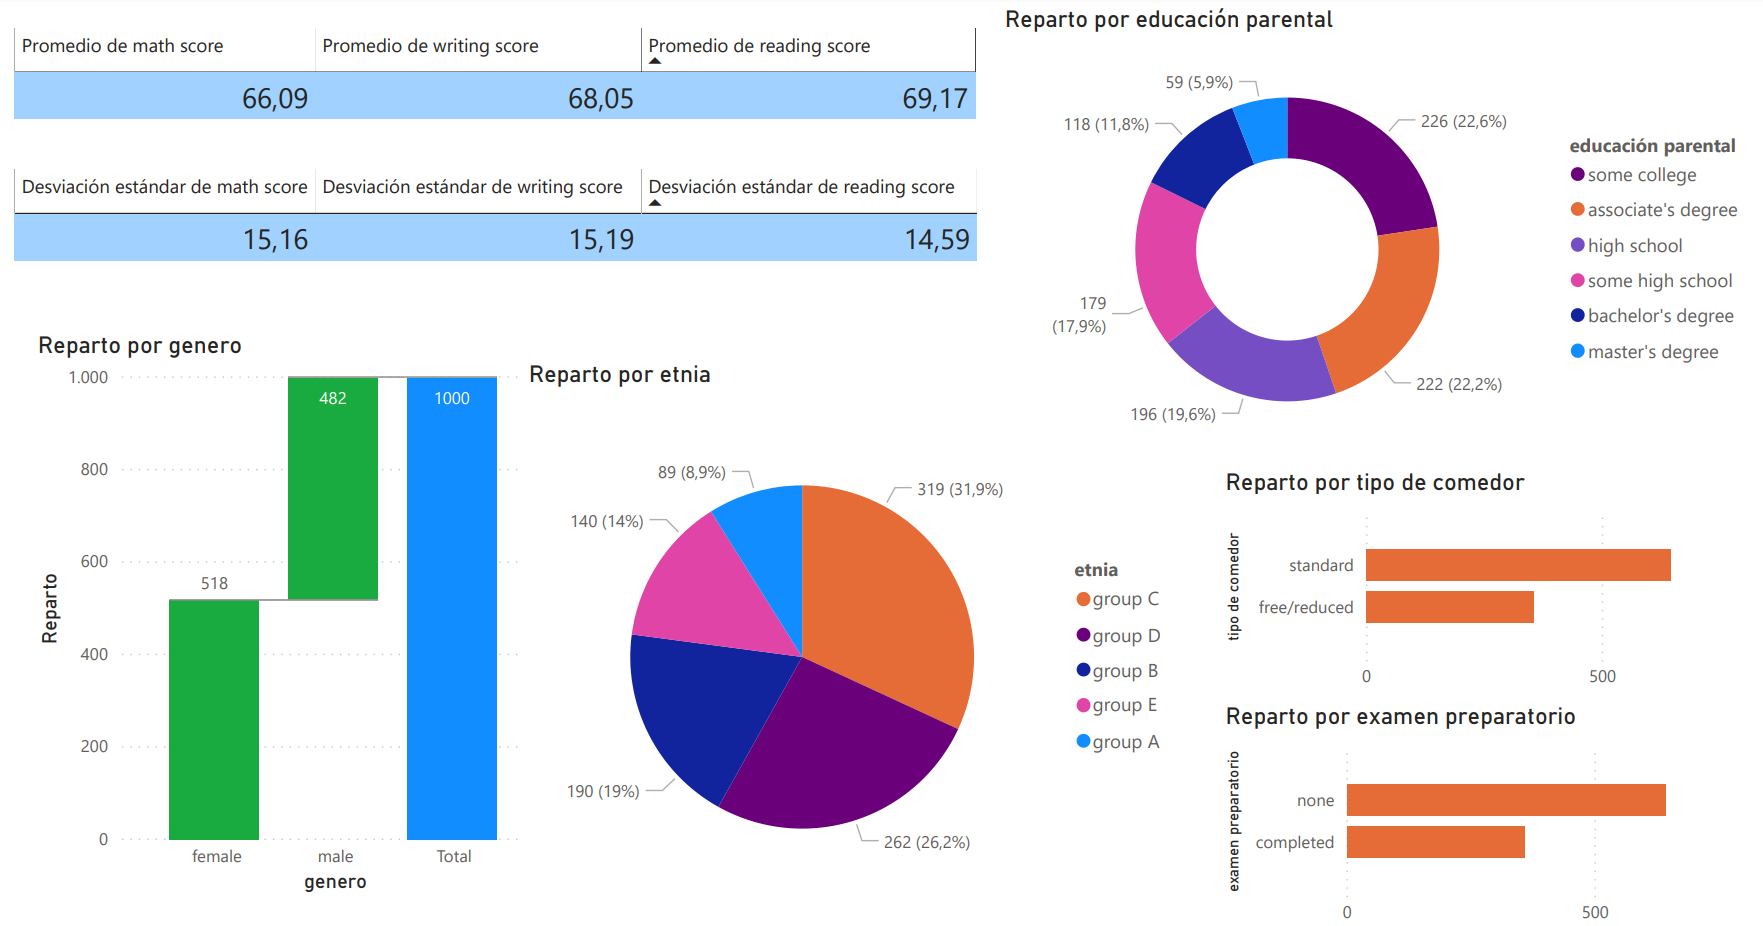 Promedio de math score
Promedio de writing score
Promedio de reading score
66,09
68,05
69,17
Desviación estándar de math score
Desviación estándar de writing score
Desviación estándar de reading score
15,16
15,19
14,59
Reparto por educación parental
59 (5,9%)
118 (11,8%)
226 (22,6%)
179
(17,9%)
222 (22,2%)
196 (19,6%)
educación parental
some college
associate's degree
high school
some high school
bachelor's degree
master's degree
Reparto por genero
1.000
800
600
400
200
0
Reparto
518
482
1000
female
male
Total
genero
Reparto por etnia
89 (8,9%)
319 (31,9%)
140 (14%)
190 (19%)
262 (26,2%)
etnia
group C
group D
group B
group E
group A
Reparto por tipo de comedor
tipo de comedor
standard
free/reduced
0
500
Reparto por examen preparatorio
examen preparatorio
none
completed
0
500